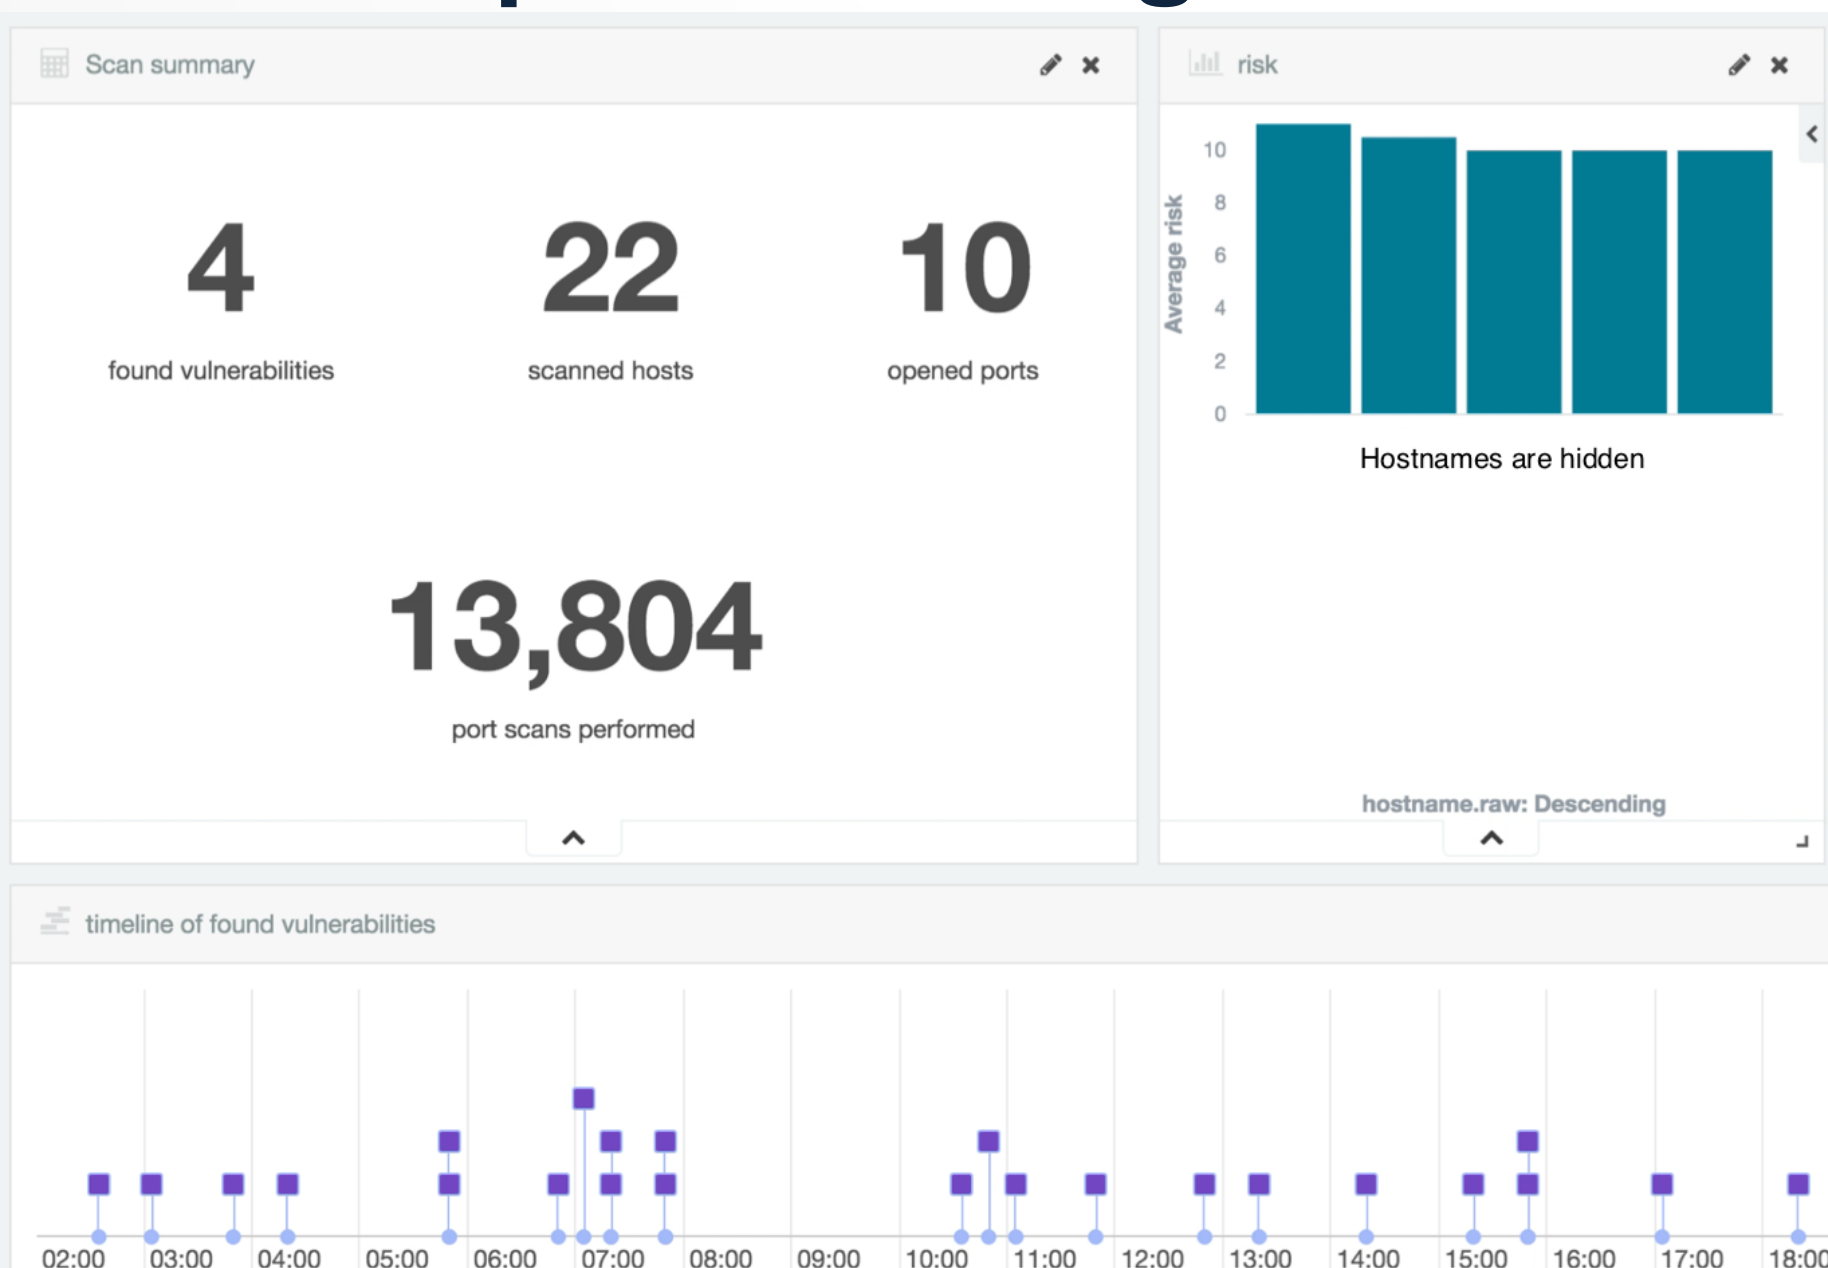 Scan summary
risk
4
22
10
found vulnerabilities
scanned hosts
opened ports
13,804
port scans performed
10
8
6
4
2
0
Average risk
Hostnames are hidden
hostname.raw: Descending
timeline of found vulnerabilities
02:00 03:00 04:00 05:00 06:00 07:00 08:00 09:00 10:00 11:00 12:00 13:00 14:00 15:00 16:00 17:00 18:00